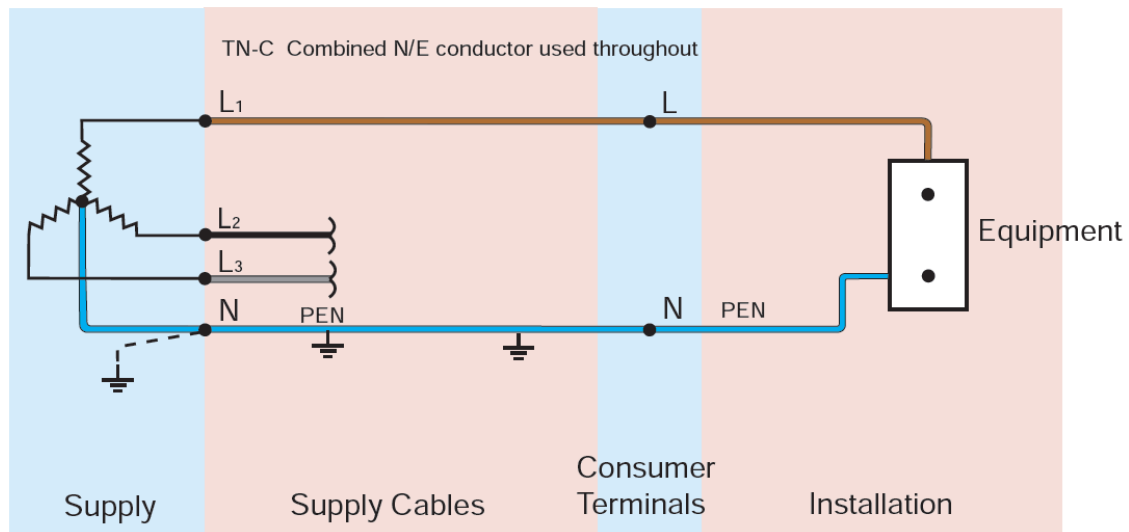 TN-C Combined N/E conductor used throughout
L1
L
L2
Equipment
L3
N
PEN
N
PEN
Consumer
Terminals
Supply
Supply Cables
Installation